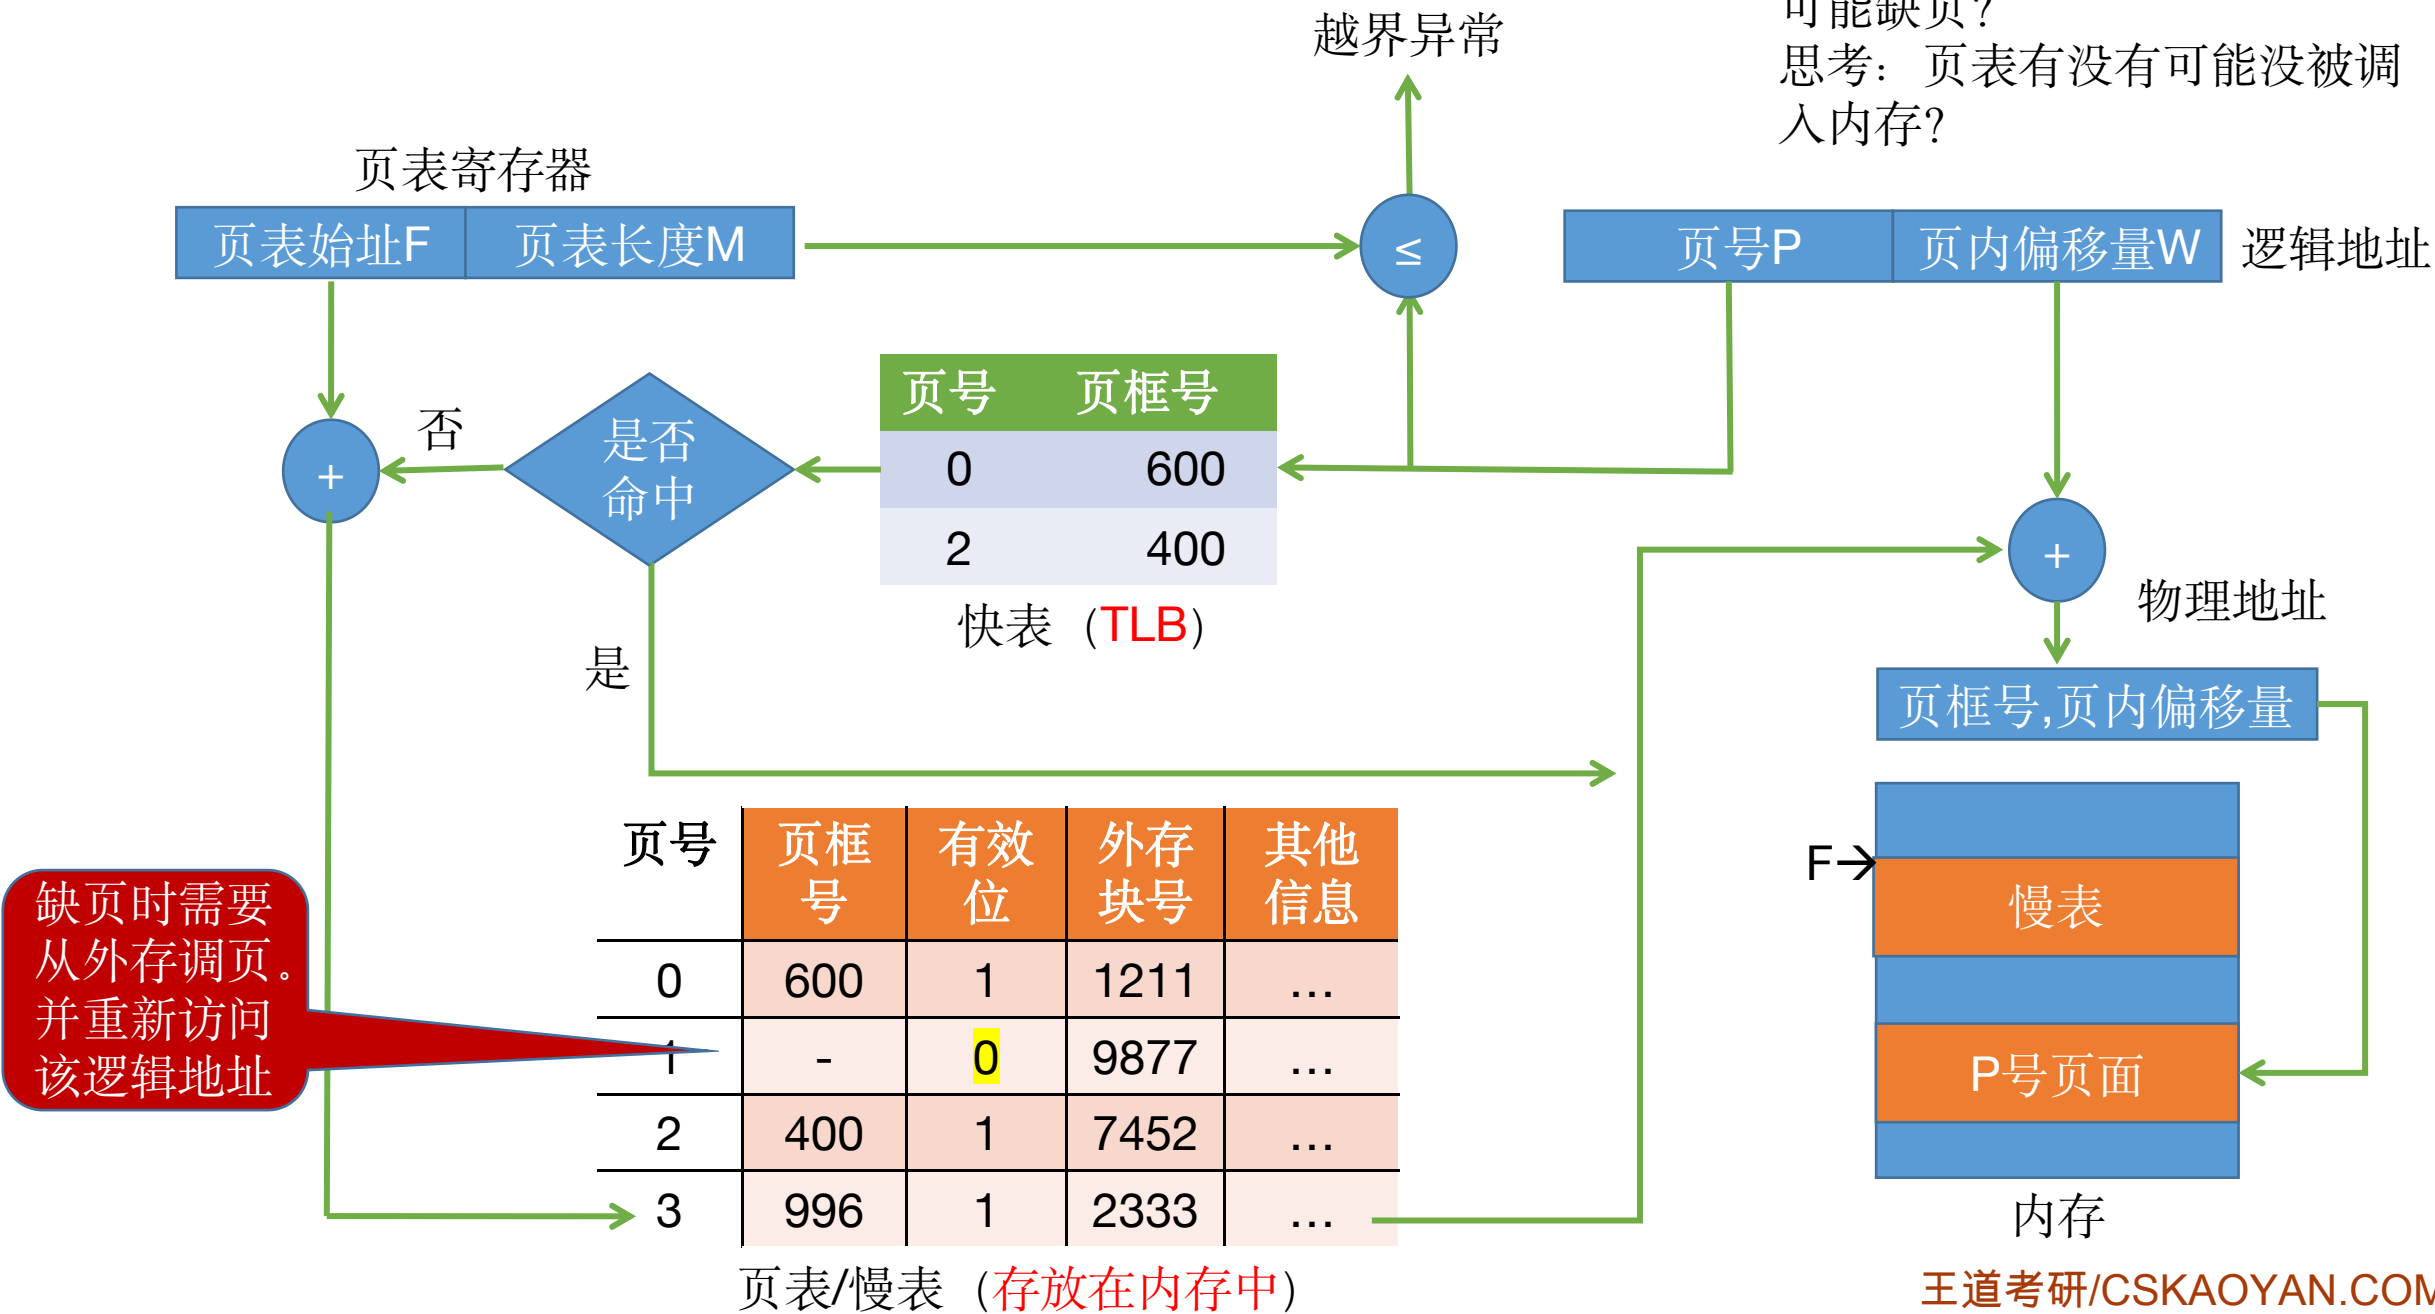 可能缺页?
思考：页表有没有可能没被调
入内存?
越界异常
页表寄存器
页表始址F 页表长度M
≤
页号P 页内偏移量W 逻辑地址
页号 页框号
0 600
2 400
快表（TLB）
是否
命中
否
是
+
+
物理地址
页框号,页内偏移量
页号 页框号 有效位 外存块号 其他信息
0 600 1 1211 ...
1 - 0 9877 ...
2 400 1 7452 ...
3 996 1 2333 ...
页表/慢表（存放在内存中）
缺页时需要
从外存调页。
并重新访问
该逻辑地址
F→
慢表
P号页面
内存
王道考研/CSKAOYAN.COM